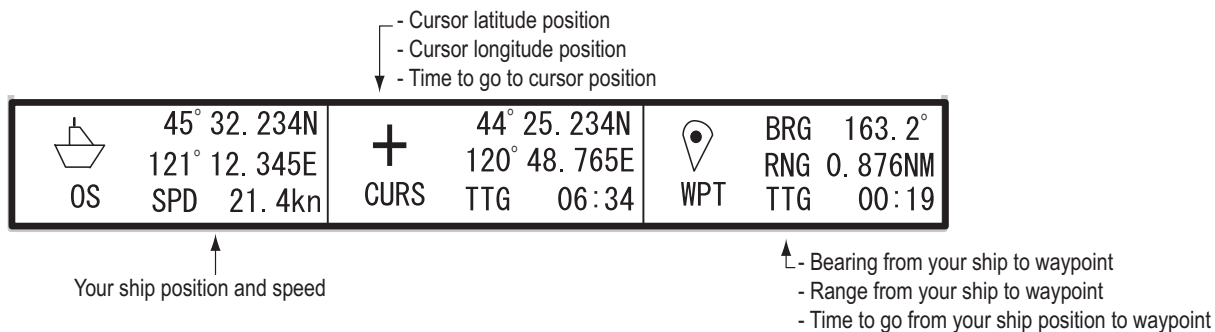 - Cursor latitude position
- Cursor longitude position
- Time to go to cursor position
45° 32. 234N
121° 12. 345E
OS SPD 21. 4kn
44° 25. 234N
120° 48. 765E
CURS TTG 06:34
BRG 163. 2°
RNG 0. 876NM
WPT TTG 00:19
Your ship position and speed
- Bearing from your ship to waypoint
- Range from your ship to waypoint
- Time to go from your ship position to waypoint